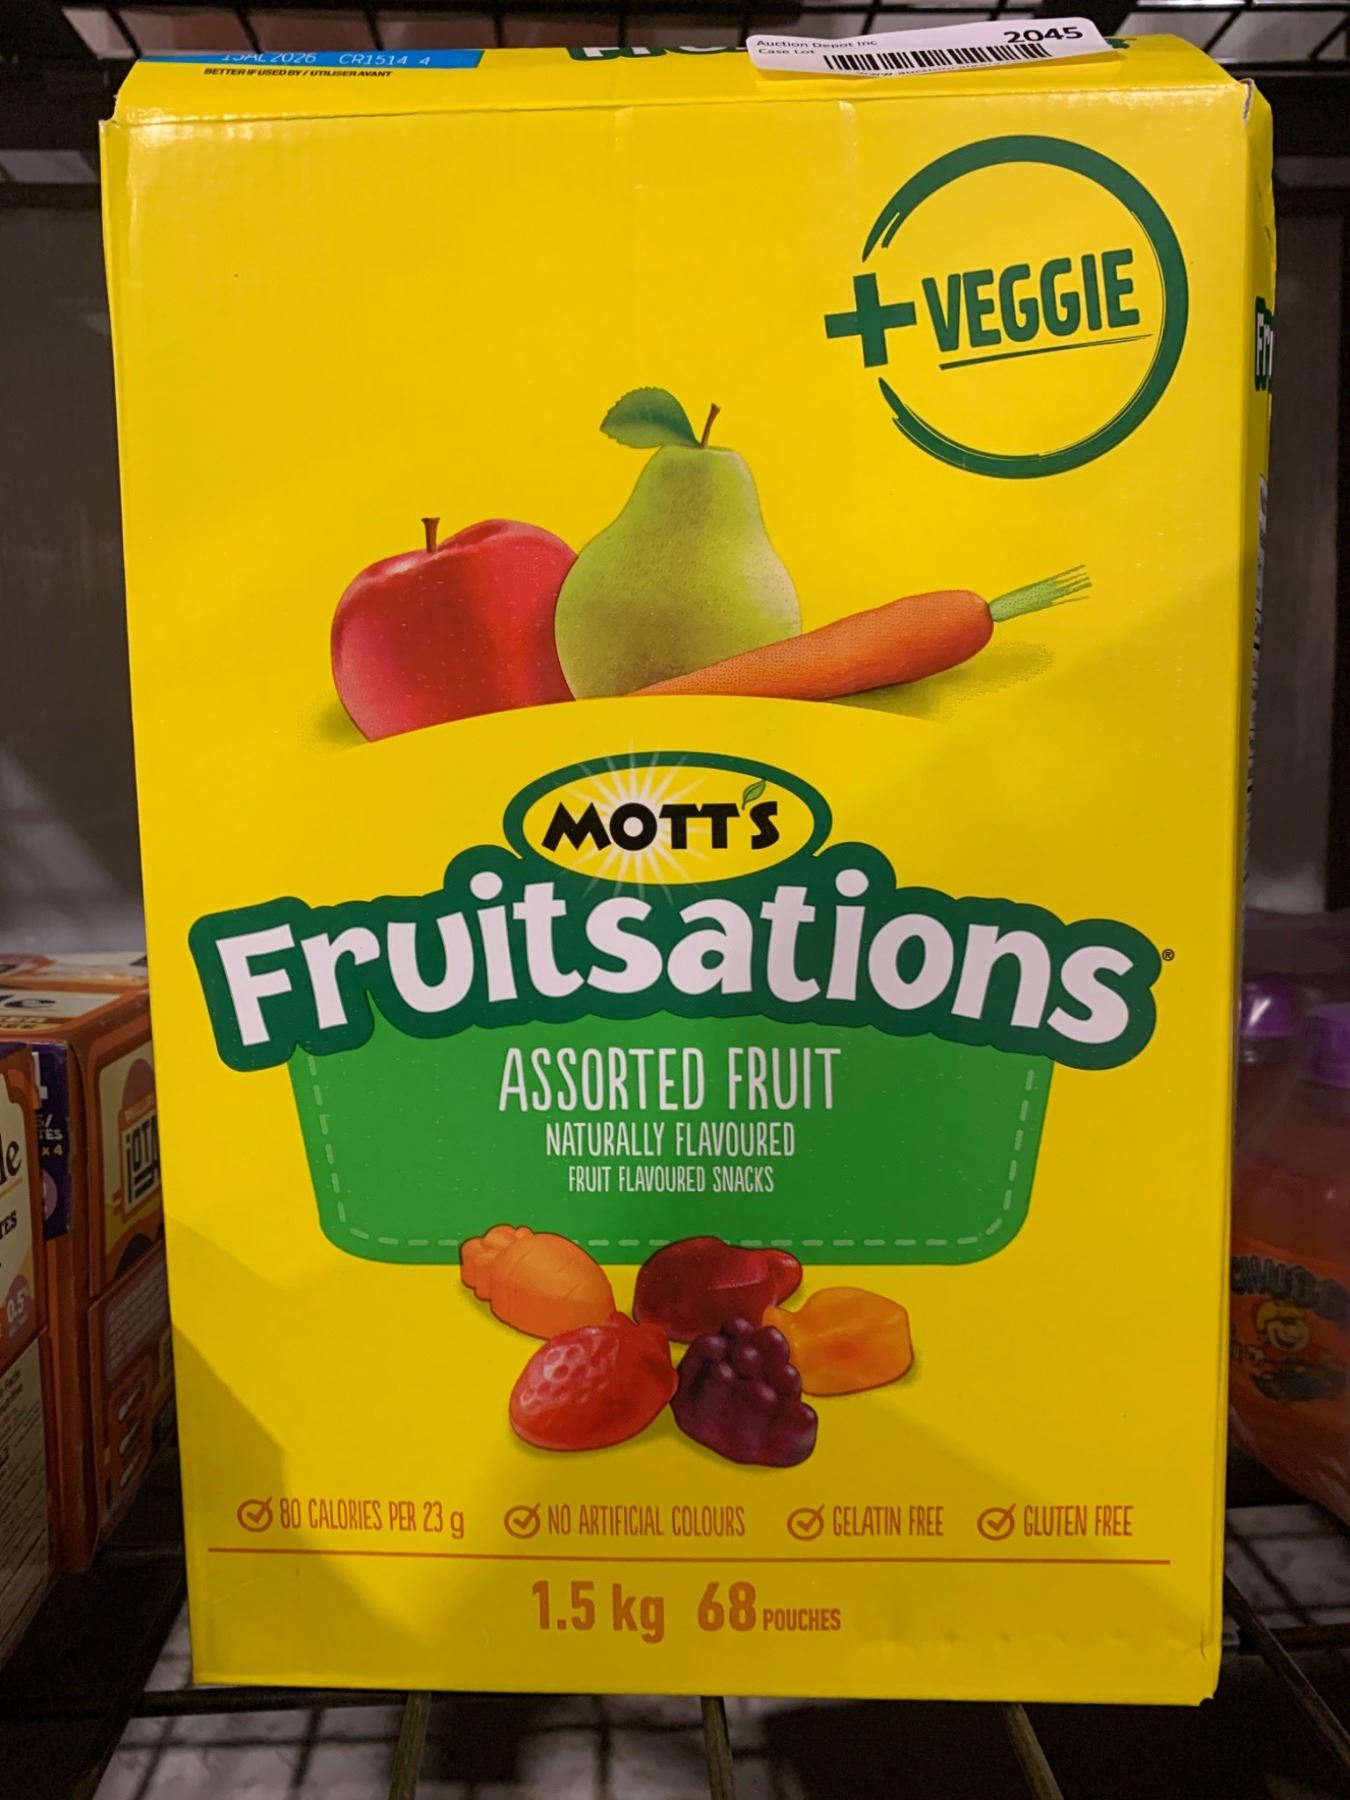 Auction Depot Inc
2045
Case Lot
2026 CR1514 4
BETTER IF USED BY / UTILISER AVANT
+VEGGIE
MOTT'S
Fruitsations®
ASSORTED FRUIT
NATURALLY FLAVOURED
FRUIT FLAVOURED SNACKS
80 CALORIES PER 23 g
NO ARTIFICIAL COLOURS
GELATIN FREE
GLUTEN FREE
1.5 kg 68 POUCHES